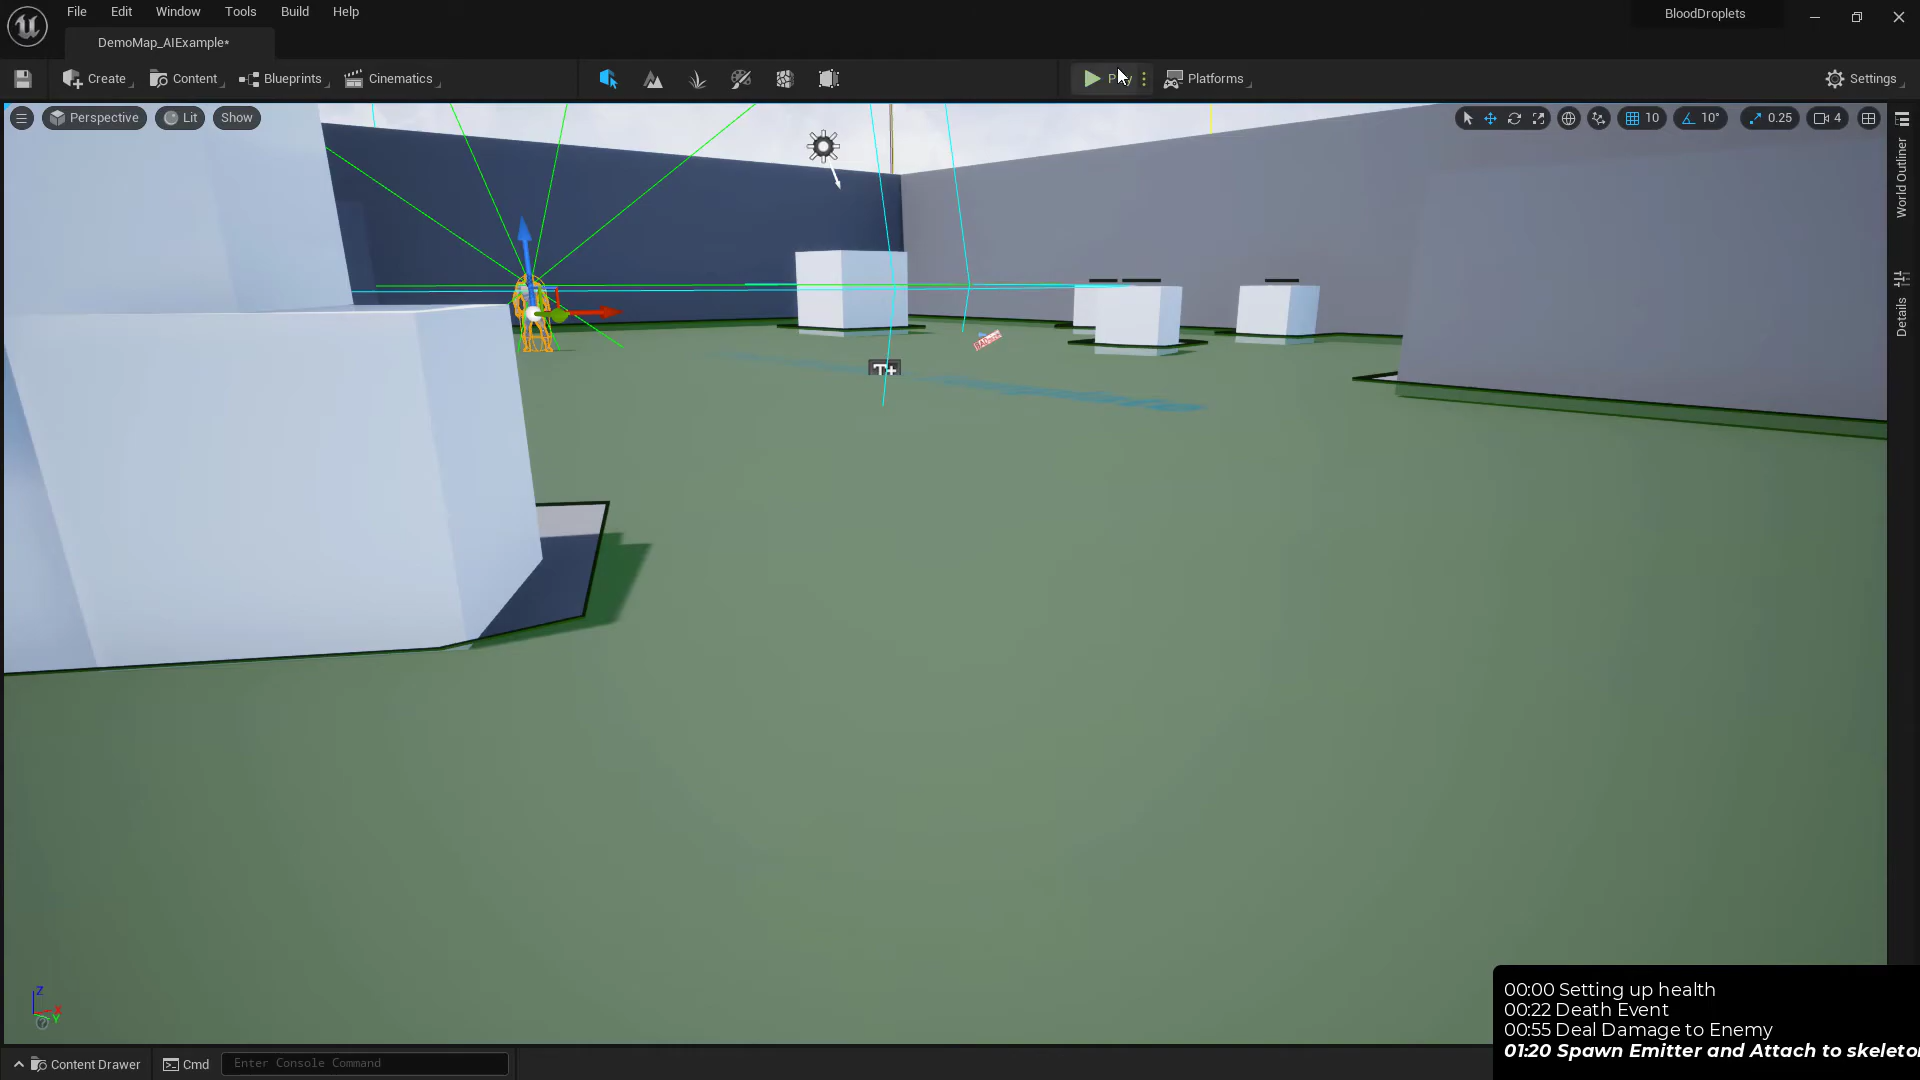 File Edit Window Tools Build Help
BloodDroplets
DemoMap_AIExample*
Create Content Blueprints Cinematics
Platforms
Settings
Perspective Lit Show
10 10° 0.25 4
World Outliner
Details
T+
Z
X
Y
Content Drawer Cmd Enter Console Command
00:00 Setting up health
00:22 Death Event
00:55 Deal Damage to Enemy
01:20 Spawn Emitter and Attach to skeleto